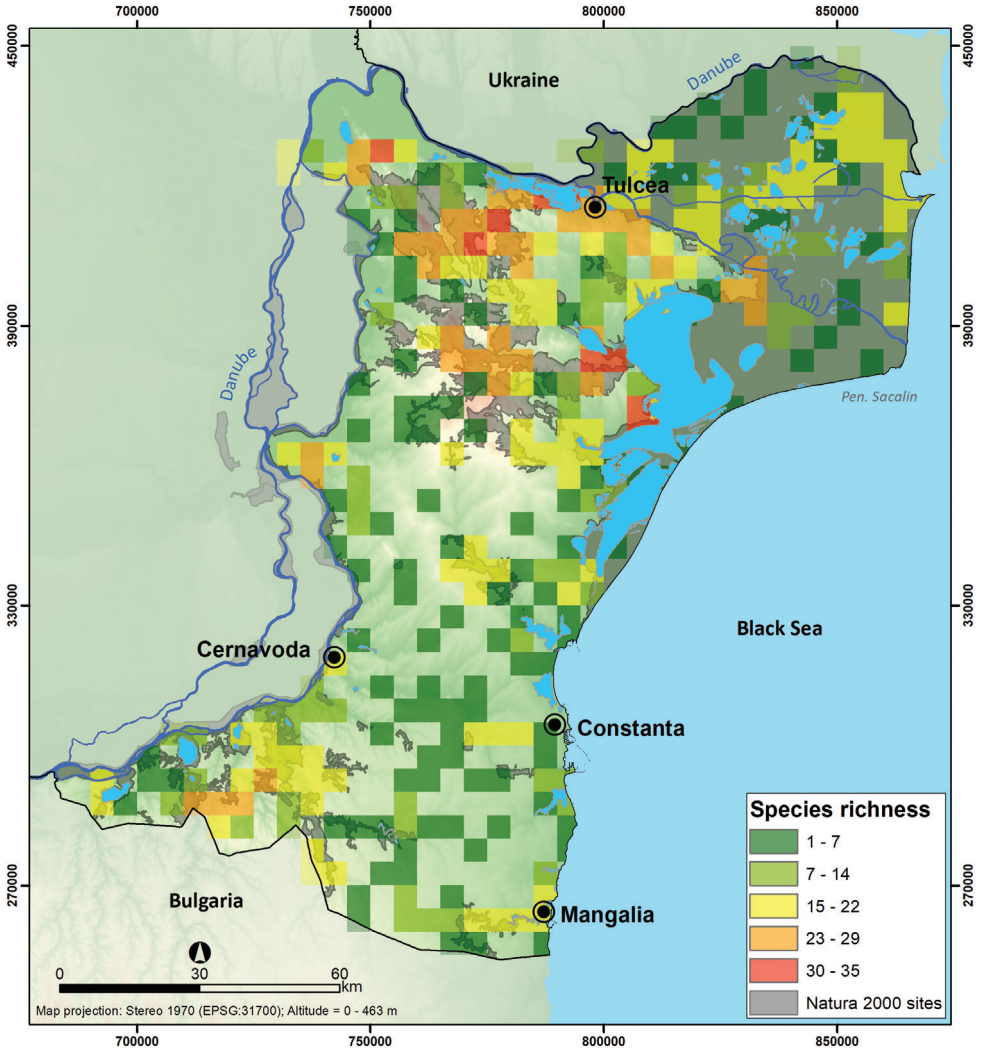 700000 750000 800000 850000
450000
450000
Ukraine
Danube
Tulcea
390000
390000
Danube
Pen. Sacalin
330000
330000
Black Sea
Cernavoda
Constanta
Species richness
1 - 7
7 - 14
15 - 22
23 - 29
30 - 35
Natura 2000 sites
270000
270000
Bulgaria
Mangalia
0 30 60
km
Map projection: Stereo 1970 (EPSG:31700); Altitude = 0 - 463 m
700000 750000 800000 850000